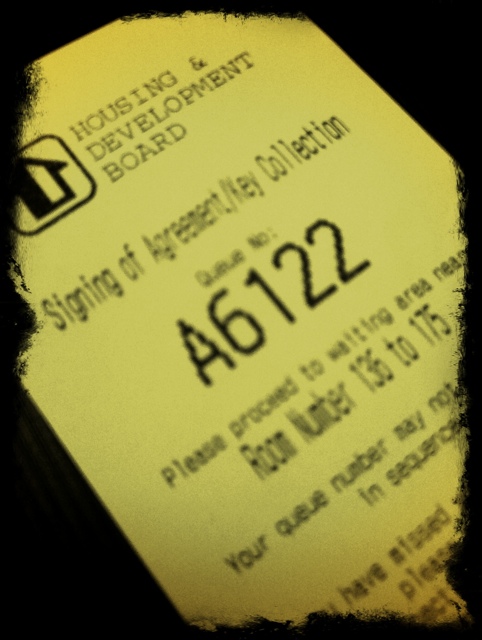 HOUSING &
DEVELOPMENT
BOARD
Signing of Agreement/Key Collection
Queue No:
A6122
Please proceed to waiting area near
Room Number 136 to 175
Your queue number may not
in sequence
have missed
please